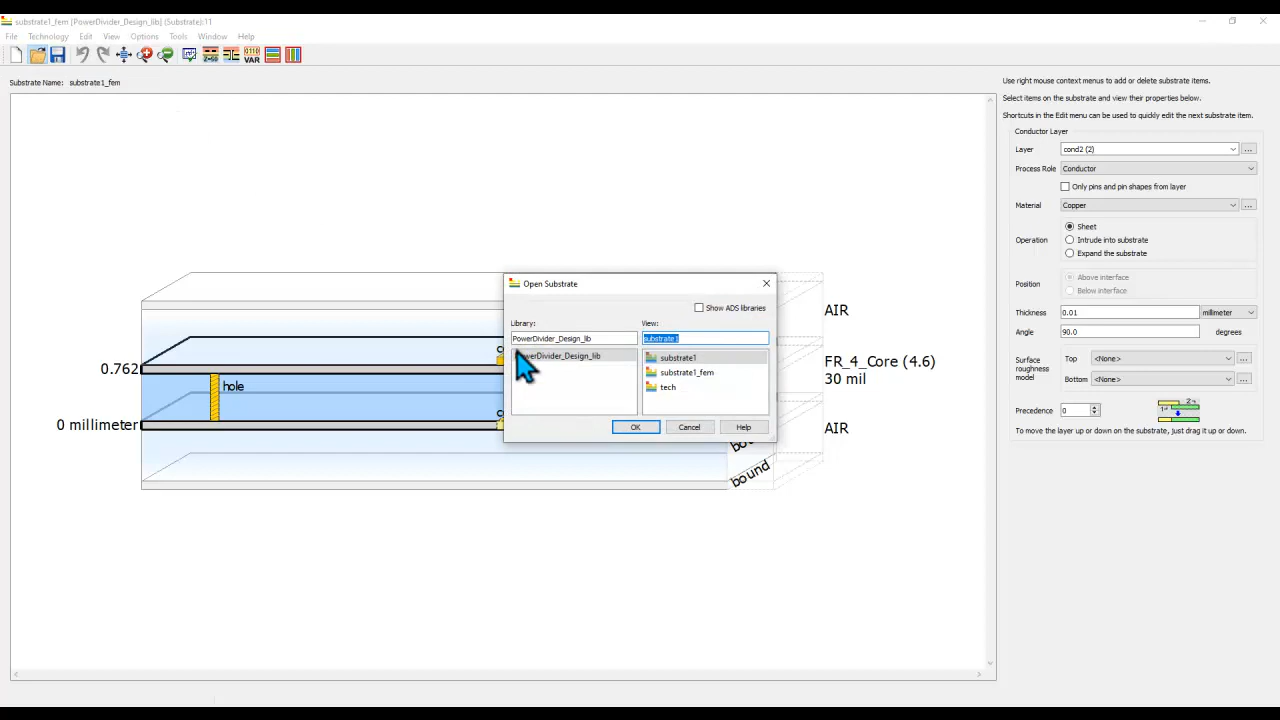 substrate1_fem [PowerDivider_Design_lib] (Substrate):11
File Technology Edit View Options Tools Window Help
Substrate Name: substrate1_fem
Use right mouse context menus to add or delete substrate items.
Select items on the substrate and view their properties below.
Shortcuts in the Edit menu can be used to quickly edit the next substrate item.
Conductor Layer
Layer cond2 (2) ...
Process Role Conductor
Only pins and pin shapes from layer
Material Copper ...
Operation Sheet
Intrude into substrate
Expand the substrate
Position Above interface
Below interface
Thickness 0.01 millimeter
Angle 90.0 degrees
Surface roughness model
Top <None> ...
Bottom <None> ...
Precedence 0
To move the layer up or down on the substrate, just drag it up or down.
Open Substrate
Show ADS libraries
Library: View:
PowerDivider_Design_lib substrate1
PowerDivider_Design_lib substrate1
substrate1_fem
tech
OK Cancel Help
AIR
0.762
FR_4_Core (4.6)
30 mil
hole
0 millimeter
AIR
bound